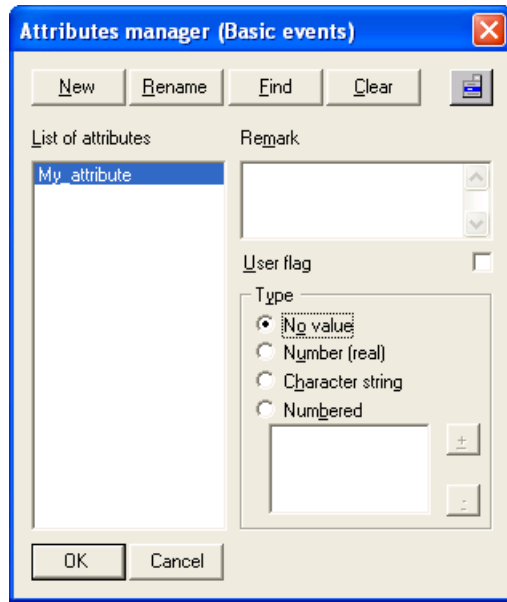 Attributes manager (Basic events)
New Rename Find Clear
List of attributes Remark
My_attribute
User flag
Type
No value
Number (real)
Character string
Numbered
+
-
OK Cancel